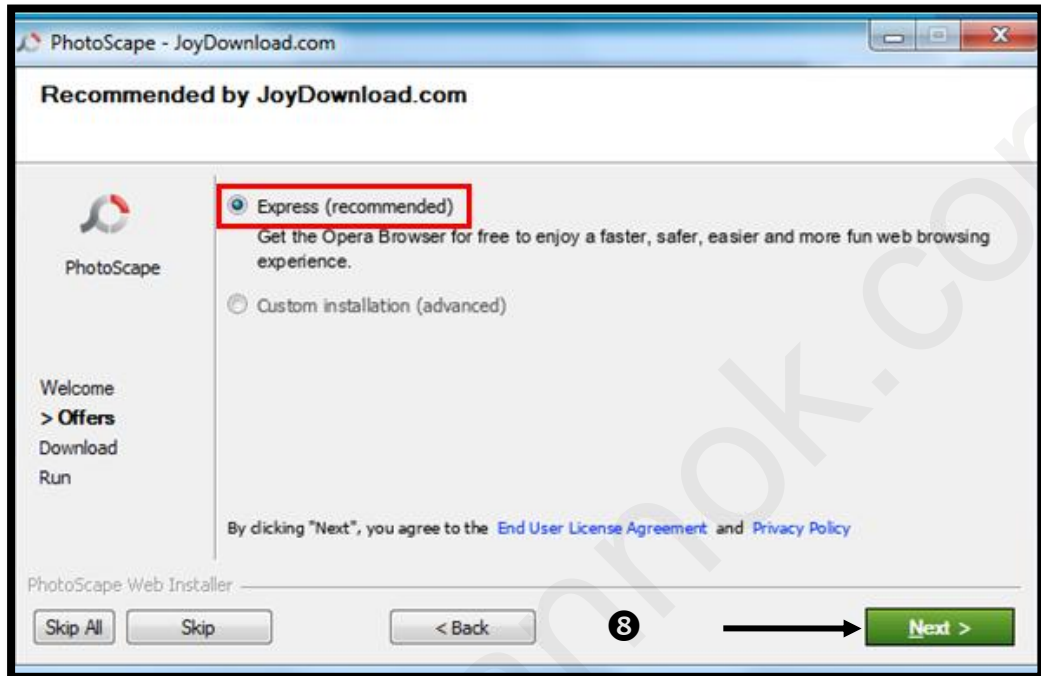 PhotoScape - JoyDownload.com
Recommended by JoyDownload.com
PhotoScape
Express (recommended)
Get the Opera Browser for free to enjoy a faster, safer, easier and more fun web browsing
experience.
Custom installation (advanced)
Welcome
> Offers
Download
Run
By clicking "Next", you agree to the End User License Agreement and Privacy Policy
PhotoScape Web Installer
Skip All Skip < Back 8 Next >